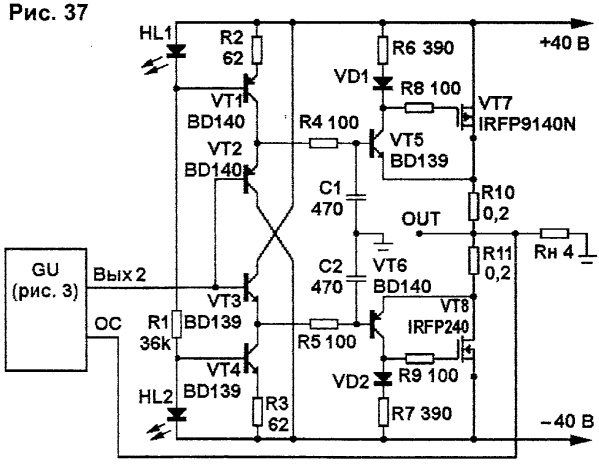 Рис. 37
HL1
R2
62
VT1
BD140
VT2
BD140
R4 100
R6 390
VD1
R8 100
+40 В
VT7
IRFP9140N
VT5
BD139
C1
470
R10
0,2
OUT
Rн 4
R11
0,2
GU
(рис. 3)
Вых 2
ОС
C2
470
VT6
BD140
VT3
BD139
R1
36k
VT4
BD139
R5 100
VT8
IRFP240
R9 100
VD2
HL2
R3
62
R7 390
–40 В